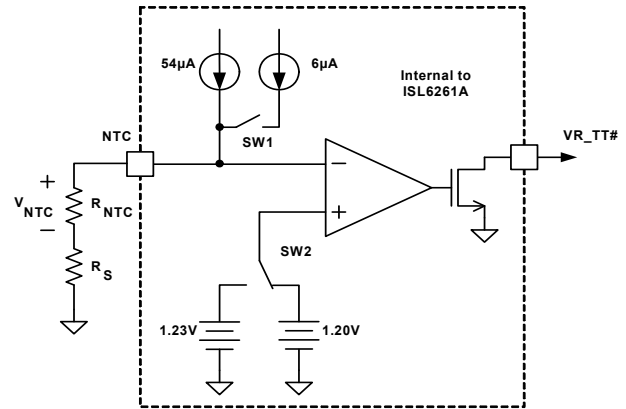 54µA
6µA
Internal to
ISL6261A
NTC
SW1
VR_TT#
+
V NTC
−
R NTC
R S
−
+
SW2
1.23V
1.20V